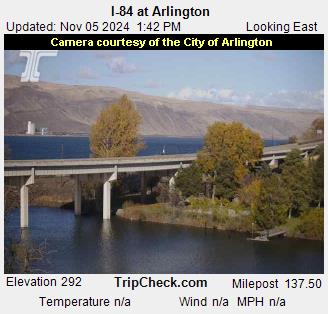 I-84 at Arlington
Updated: Nov 05 2024 1:42 PM Looking East
Camera courtesy of the City of Arlington
Elevation 292 TripCheck.com Milepost 137.50
Temperature n/a Wind n/a MPH n/a